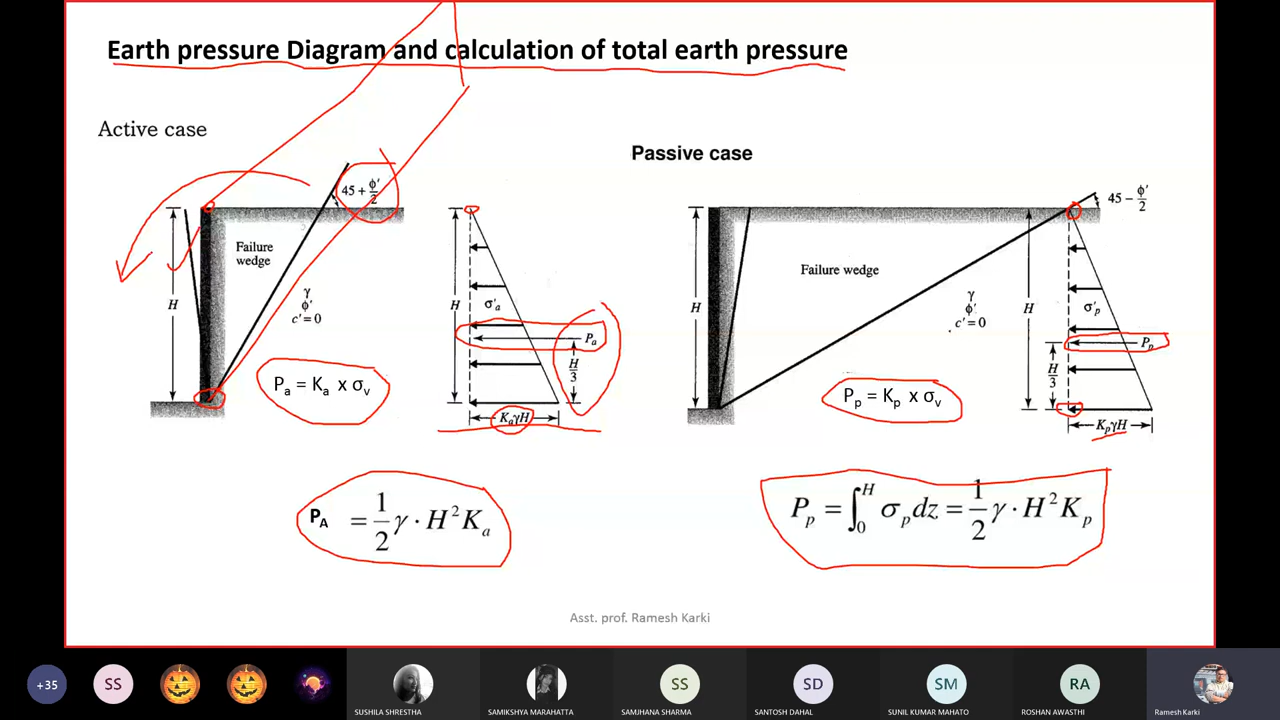 Earth pressure Diagram and calculation of total earth pressure
Active case
Passive case
45 + φ′/2
Failure wedge
H
γ
φ′
c′=0
Pa = Ka x σv
H
σ′a
Pa
H/3
KaγH
45 − φ′/2
Failure wedge
H
γ
φ′
c′=0
Pp = Kp x σv
H
σ′p
Pp
H/3
KpγH
PA = 1/2 γ · H² Ka
Pp = ∫₀ᴴ σp dz = 1/2 γ · H² Kp
Asst. prof. Ramesh Karki
+35
SS
SS
SD
SM
RA
SUSHILA SHRESTHA
SAMIKSHYA MARAHATTA
SAMJHANA SHARMA
SANTOSH DAHAL
SUNIL KUMAR MAHATO
ROSHAN AWASTHI
Ramesh Karki